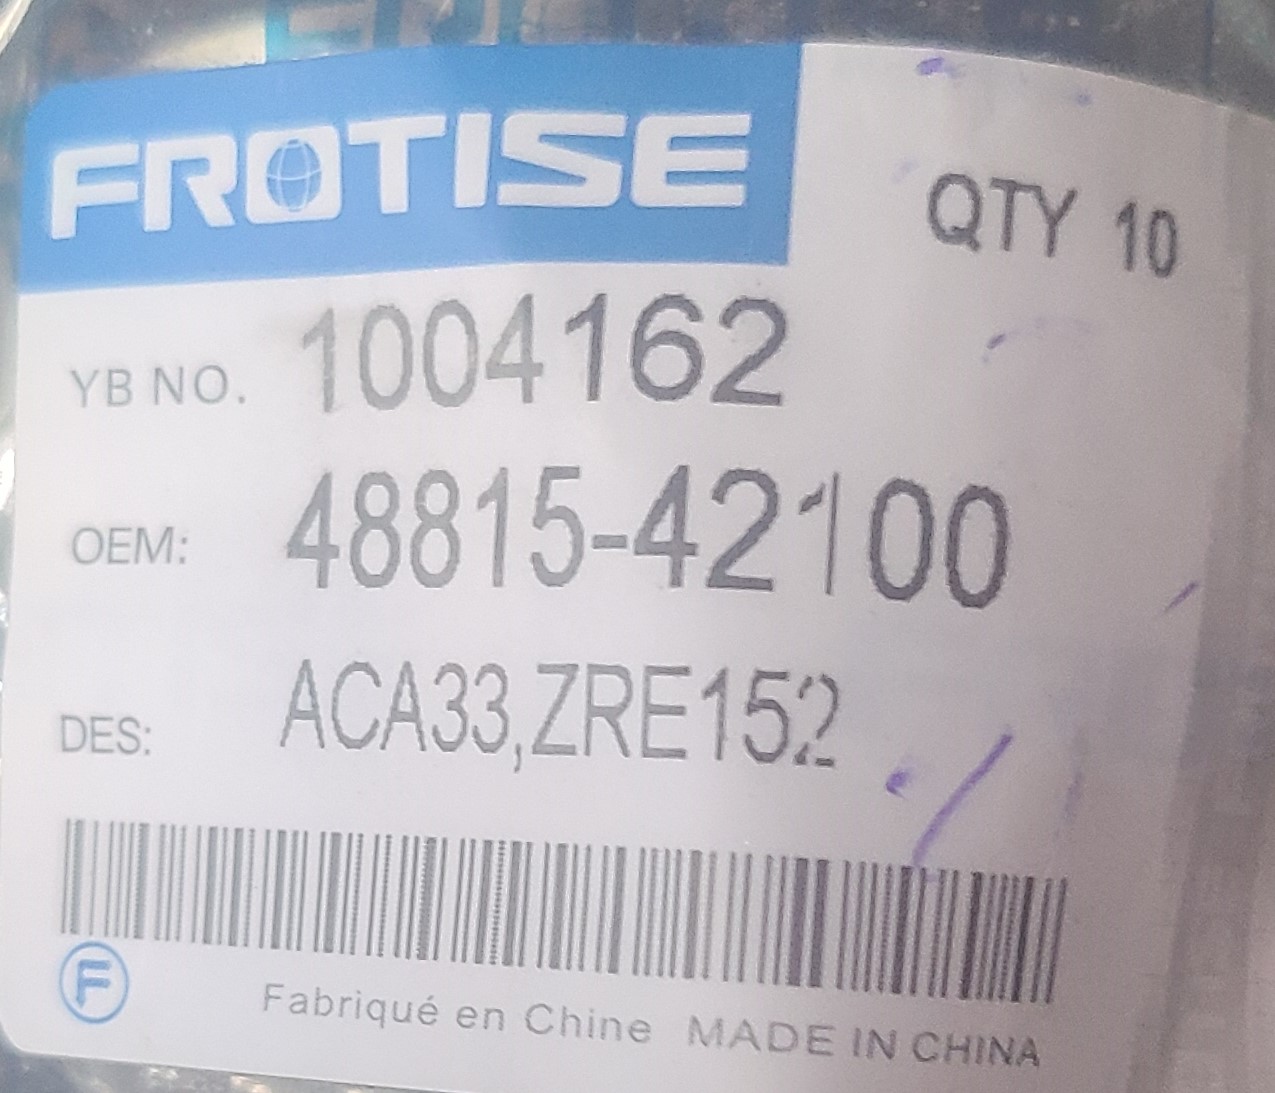 FROTISE
QTY 10
YB NO. 1004162
OEM: 48815-42100
DES: ACA33,ZRE152
F
Fabriqué en Chine MADE IN CHINA